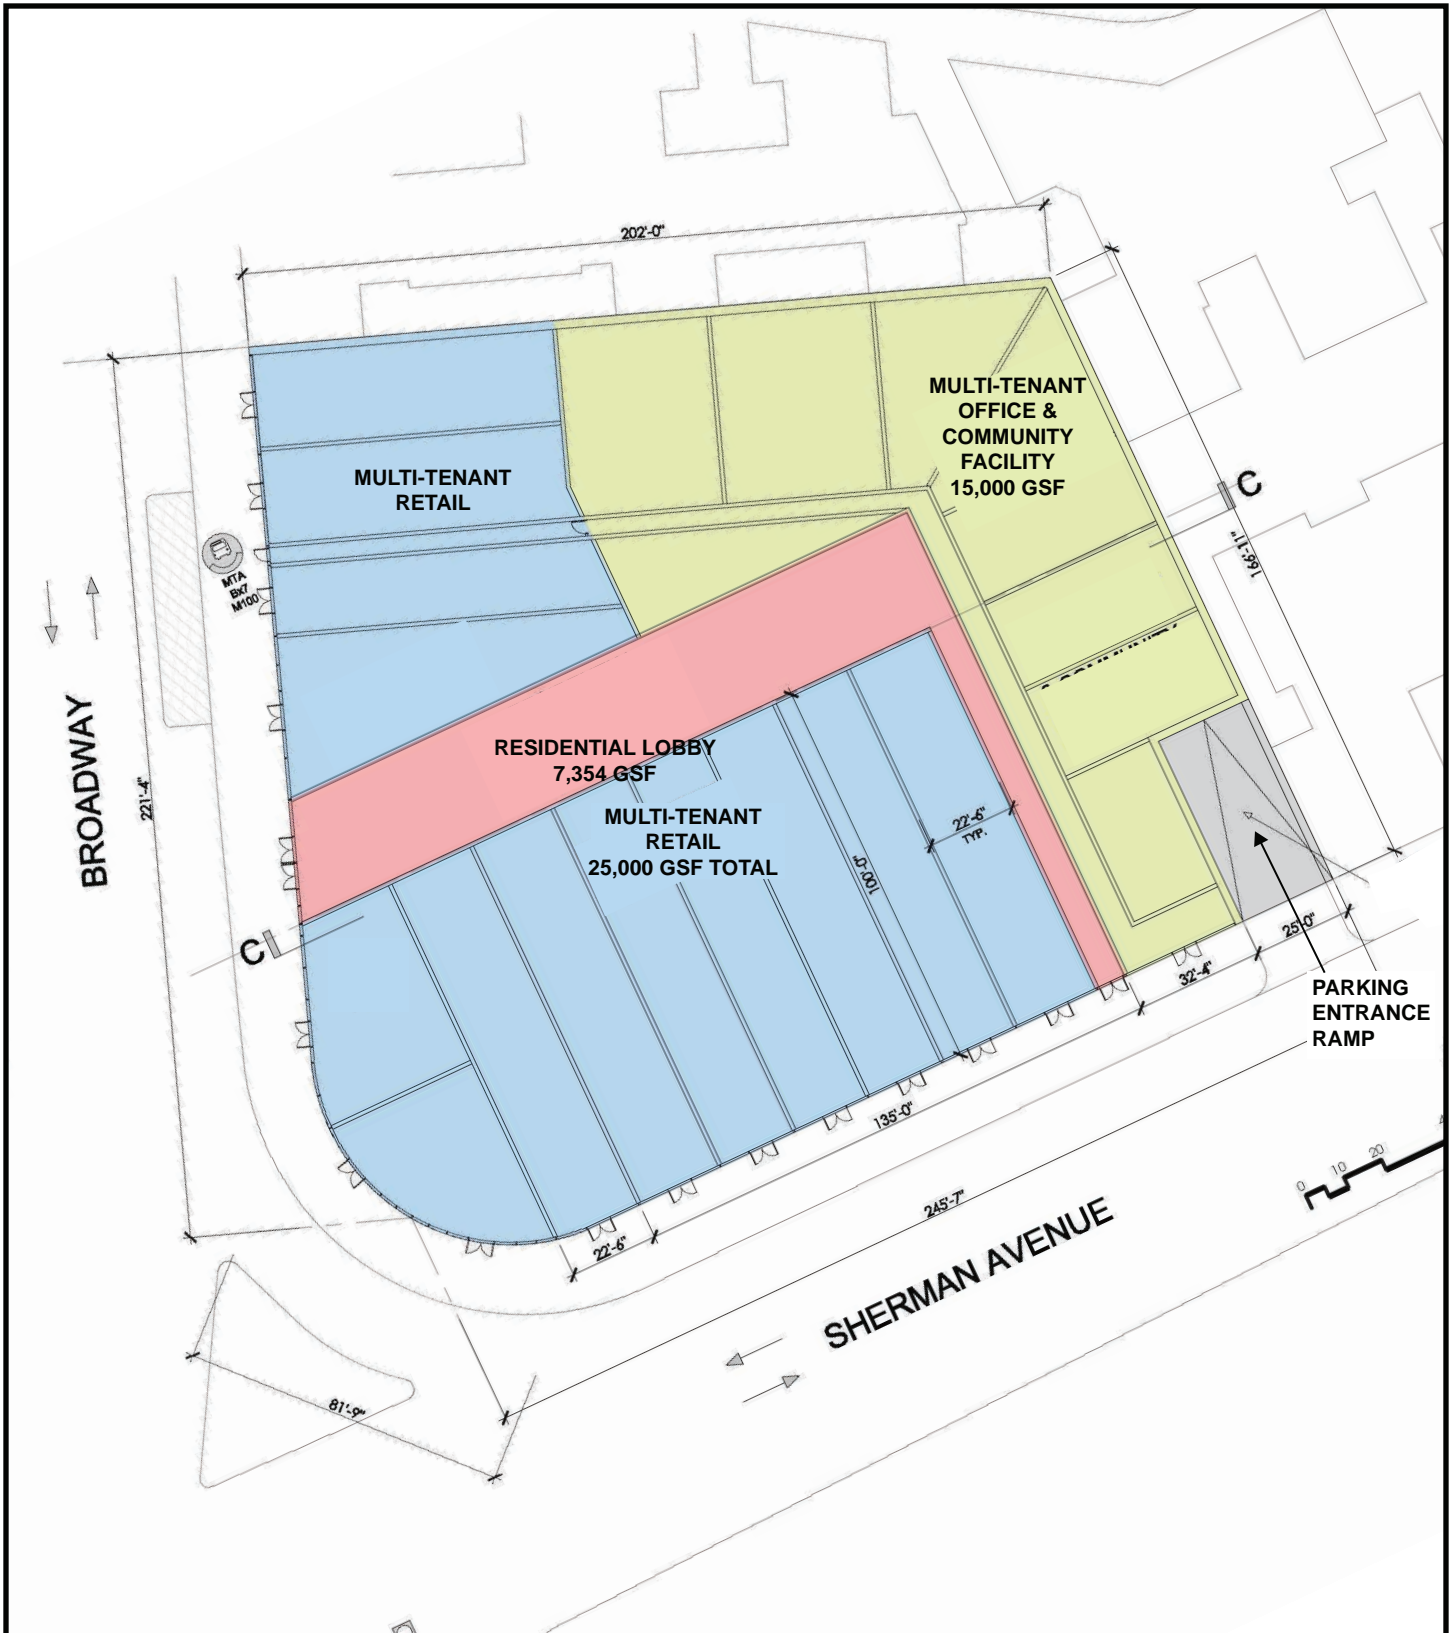 202'-0"
MULTI-TENANT
OFFICE &
COMMUNITY
FACILITY
15,000 GSF
MULTI-TENANT
RETAIL
C
166'-11"
MTA
Bx7
M100
BROADWAY
221'-4"
RESIDENTIAL LOBBY
7,354 GSF
MULTI-TENANT
RETAIL
25,000 GSF TOTAL
22'-6"
TYP.
100'-0"
C
25'-0"
32'-4"
PARKING
ENTRANCE
RAMP
135'-0"
22'-6"
245'-7"
0 10 20
SHERMAN AVENUE
81'-9"